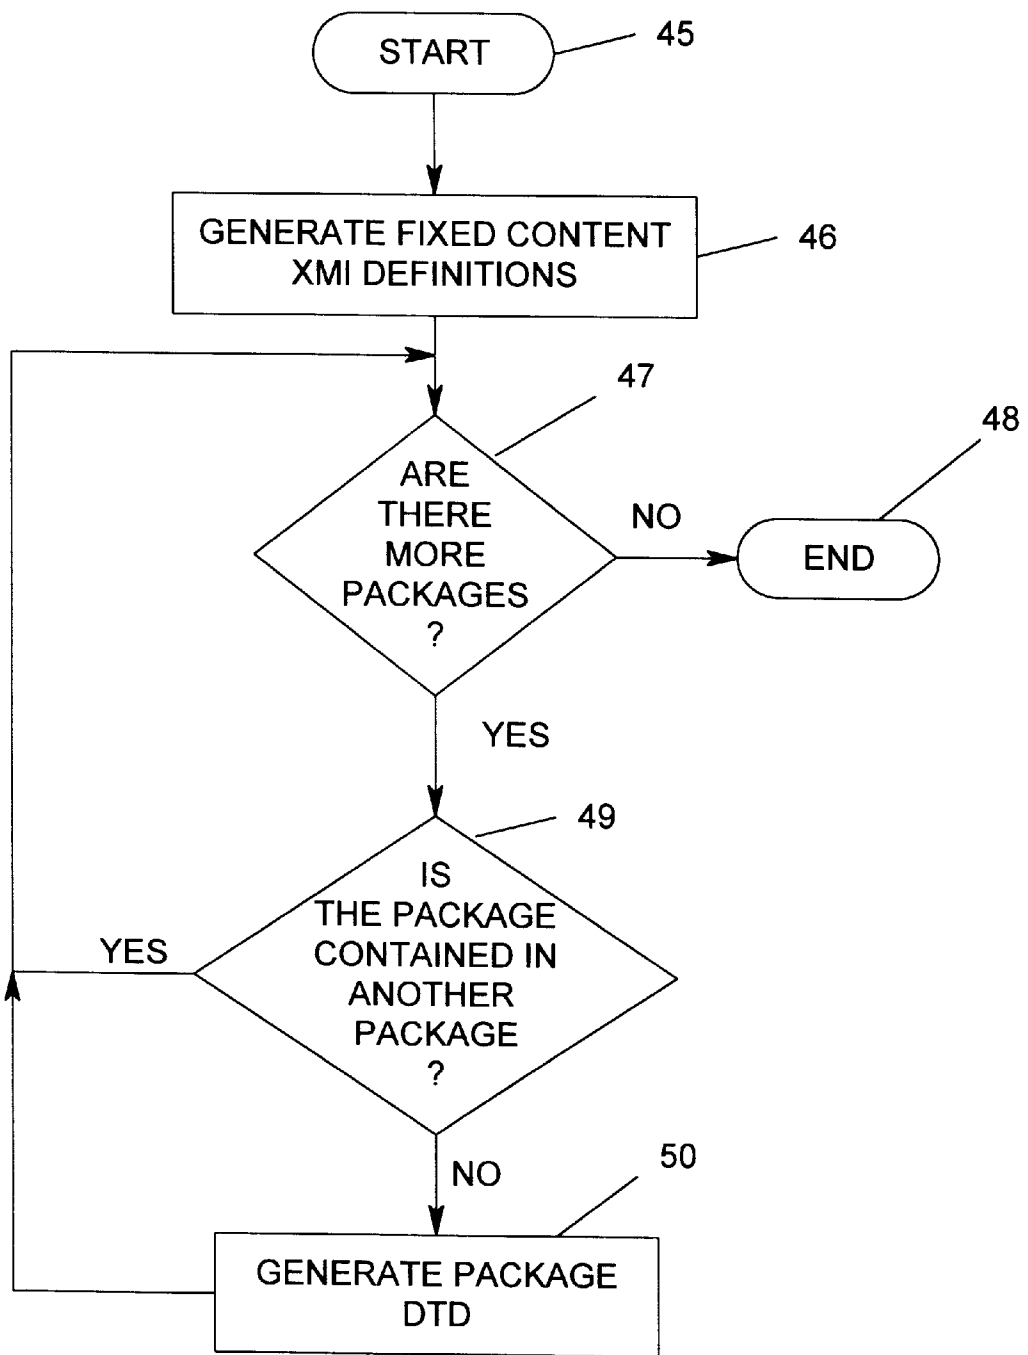 START
45
GENERATE FIXED CONTENT
XMI DEFINITIONS
46
47
ARE
THERE
MORE
PACKAGES
?
NO
48
END
YES
49
IS
THE PACKAGE
CONTAINED IN
ANOTHER
PACKAGE
?
YES
NO
50
GENERATE PACKAGE
DTD